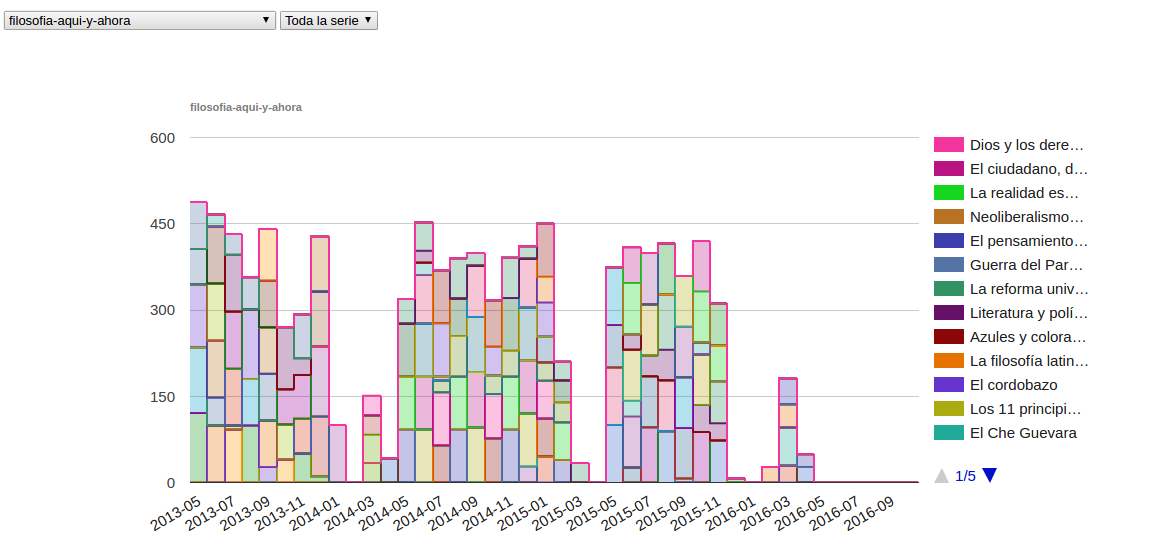 filosofia-aqui-y-ahora
Toda la serie
filosofia-aqui-y-ahora
600
450
300
150
0
2013-05
2013-07
2013-09
2013-11
2014-01
2014-03
2014-05
2014-07
2014-09
2014-11
2015-01
2015-03
2015-05
2015-07
2015-09
2015-11
2016-01
2016-03
2016-05
2016-07
2016-09
Dios y los dere…
El ciudadano, d…
La realidad es…
Neoliberalismo…
El pensamiento…
Guerra del Par…
La reforma univ…
Literatura y polí…
Azules y colora…
La filosofía latin…
El cordobazo
Los 11 principi…
El Che Guevara
1/5